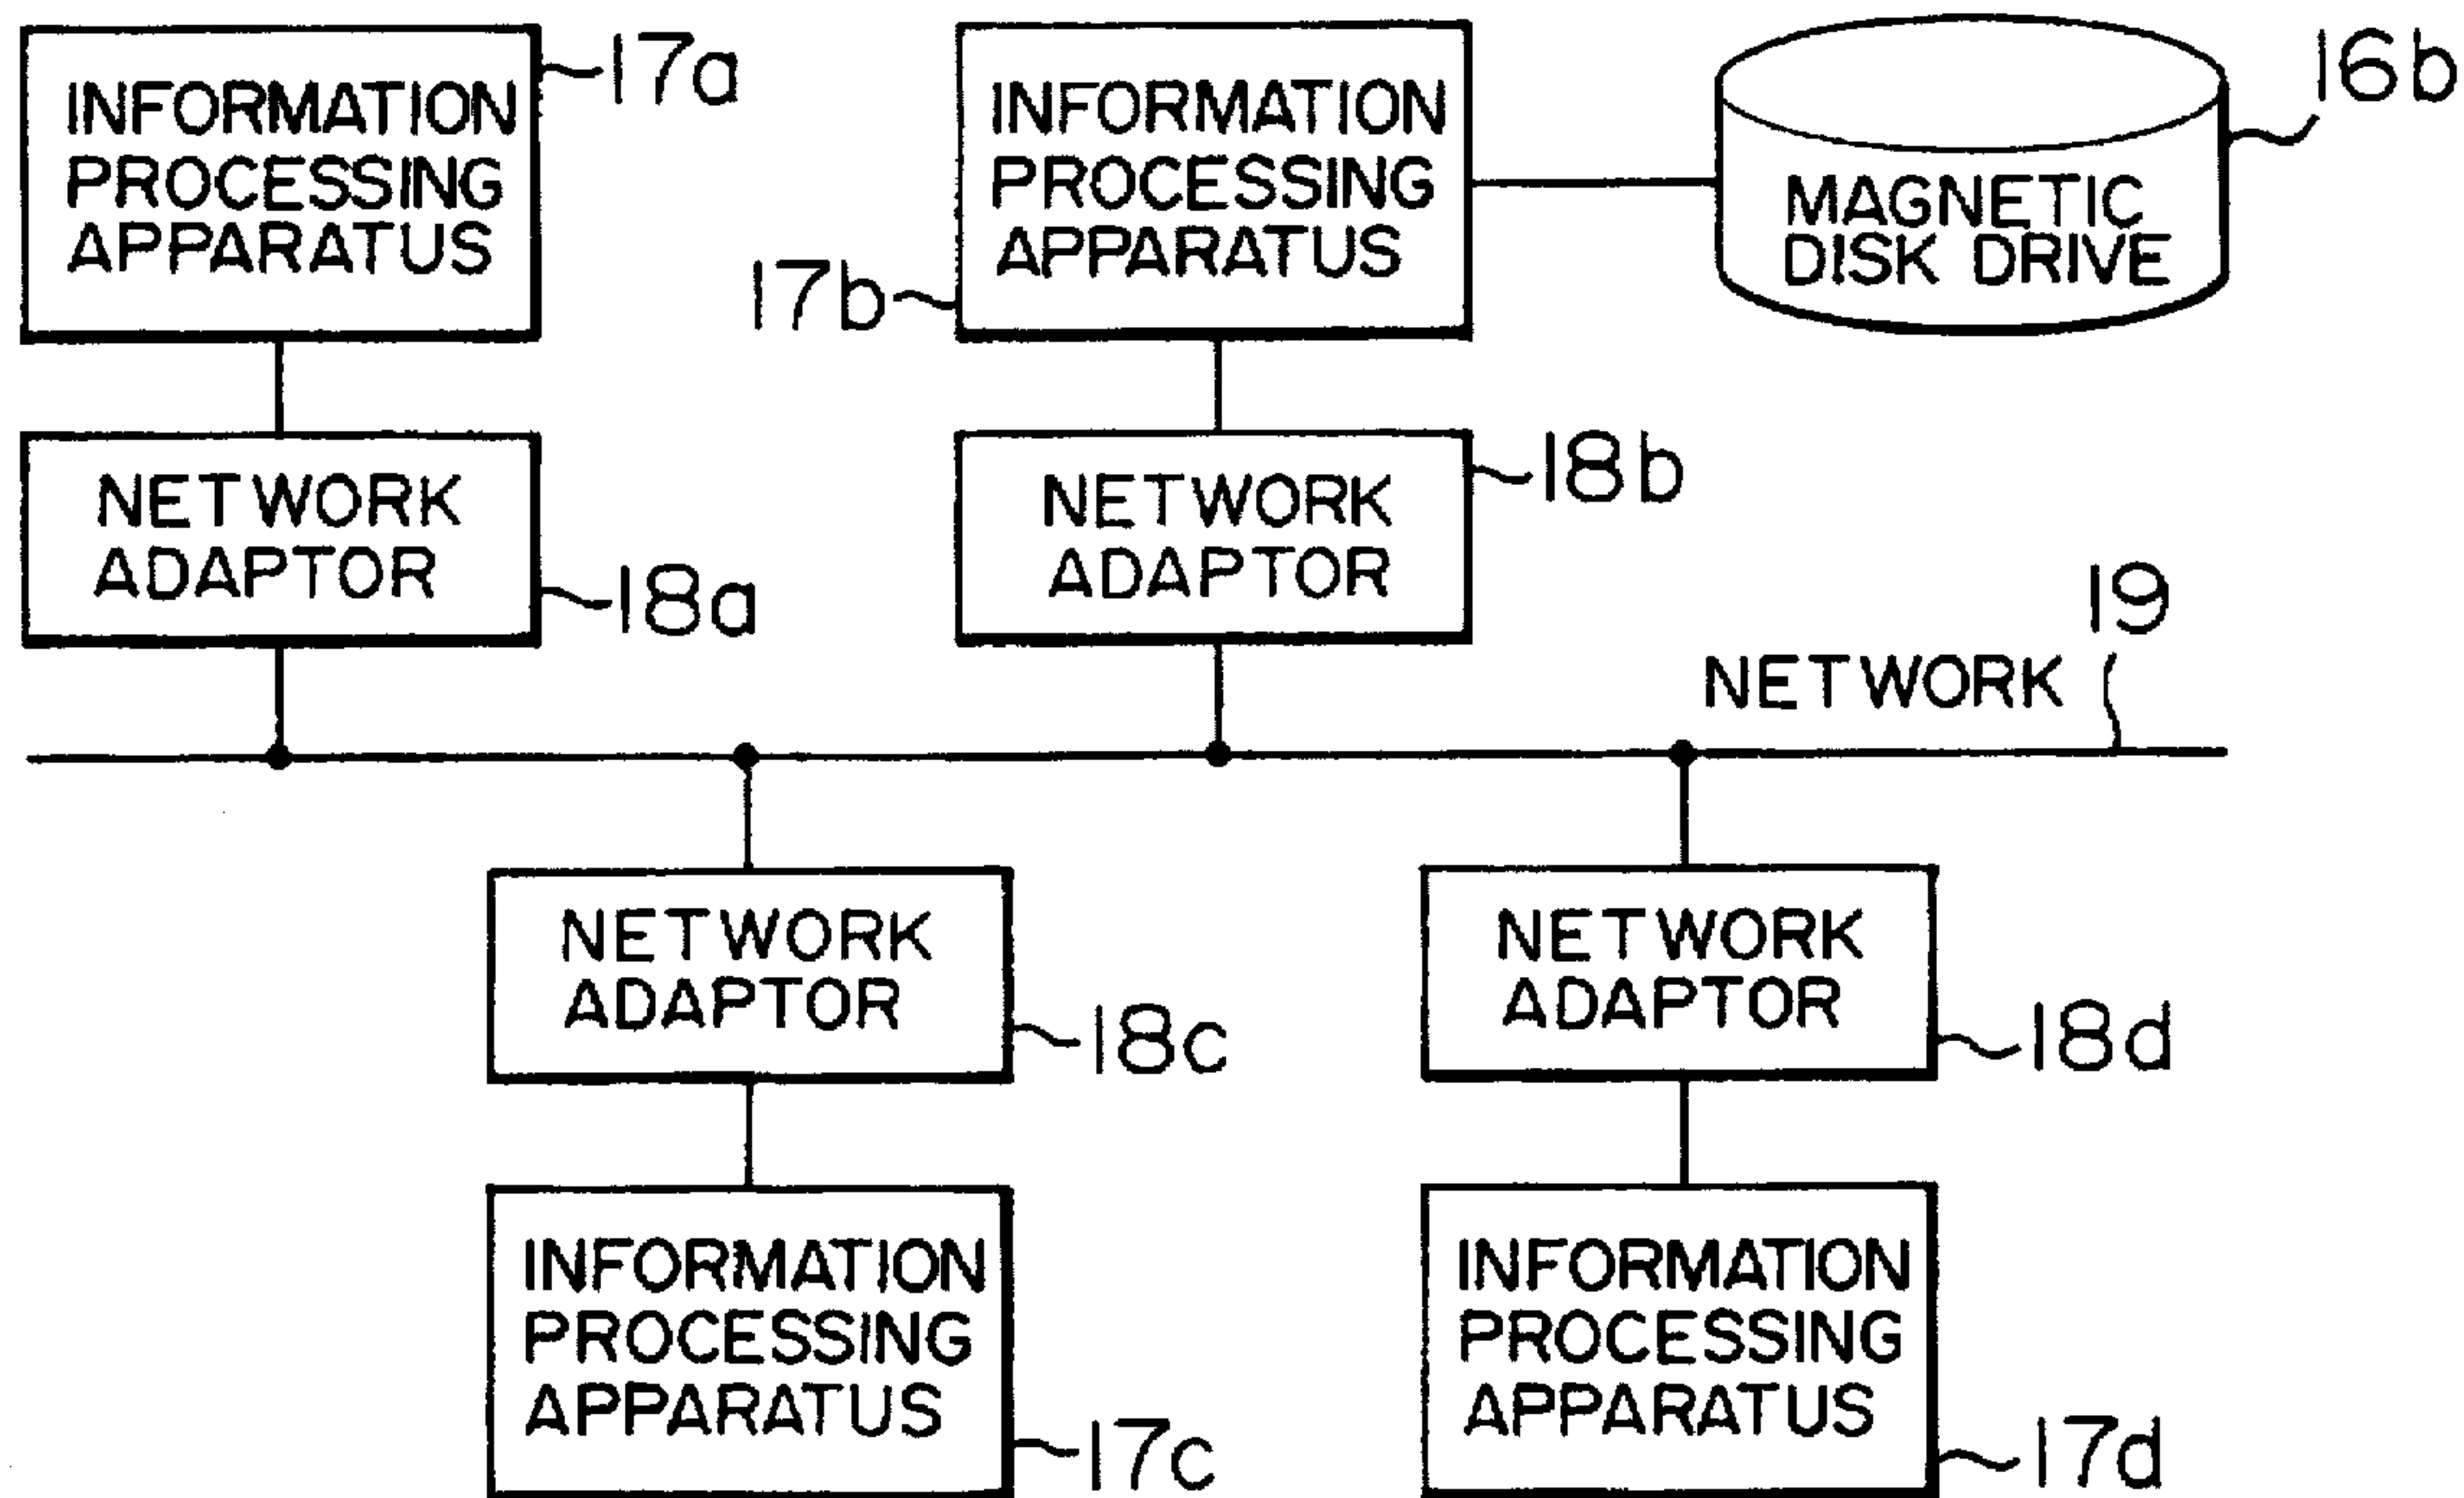 INFORMATION
PROCESSING
APPARATUS
17a
INFORMATION
PROCESSING
APPARATUS
17b
MAGNETIC
DISK DRIVE
16b
NETWORK
ADAPTOR
18a
NETWORK
ADAPTOR
18b
NETWORK
19
NETWORK
ADAPTOR
18c
NETWORK
ADAPTOR
18d
INFORMATION
PROCESSING
APPARATUS
17c
INFORMATION
PROCESSING
APPARATUS
17d